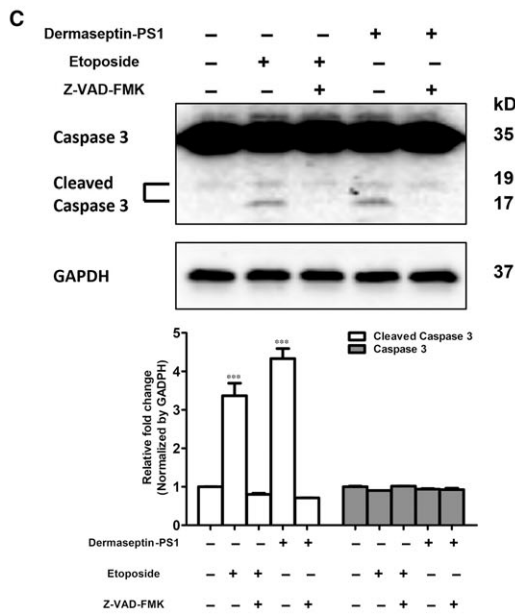 C
Dermaseptin-PS1 – – – + +
Etoposide – + + – –
Z-VAD-FMK – – + – +
kD
Caspase 3 35
Cleaved 19
Caspase 3 17
GAPDH 37
Cleaved Caspase 3
Caspase 3
Relative fold change
(Normalized by GADPH)
5
4
3
2
1
0
°°°
°°°
Dermaseptin-PS1 – – – + + – – – + +
Etoposide – + + – – – + + – –
Z-VAD-FMK – – + – + – – + – +